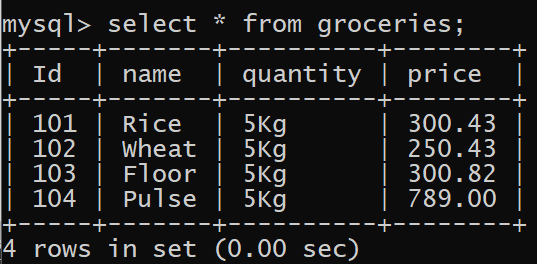 mysql> select * from groceries;
+-----+-------+----------+--------+
| Id  | name  | quantity | price  |
+-----+-------+----------+--------+
| 101 | Rice  | 5Kg      | 300.43 |
| 102 | Wheat | 5Kg      | 250.43 |
| 103 | Floor | 5Kg      | 300.82 |
| 104 | Pulse | 5Kg      | 789.00 |
+-----+-------+----------+--------+
4 rows in set (0.00 sec)